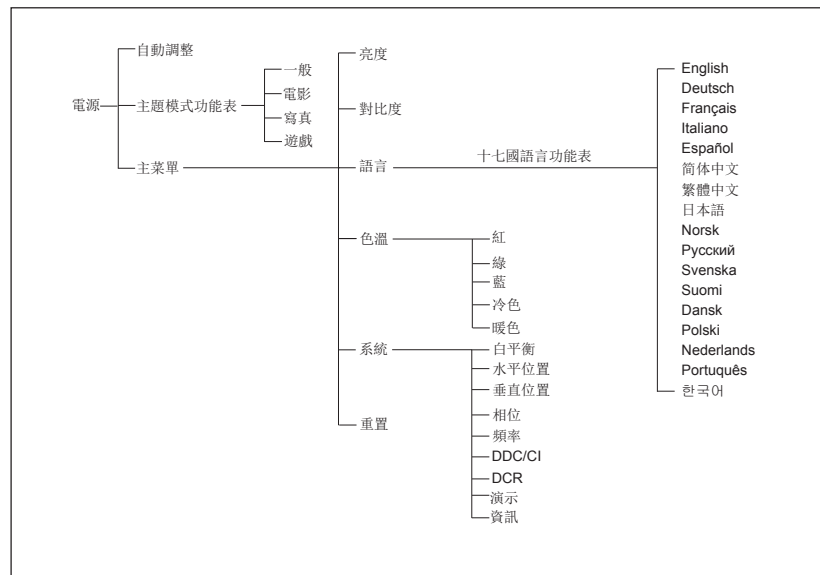 電源
自動調整
主題模式功能表
一般
電影
寫真
遊戲
主菜單
亮度
對比度
語言
十七國語言功能表
English
Deutsch
Français
Italiano
Español
简体中文
繁體中文
日本語
Norsk
Русский
Svenska
Suomi
Dansk
Polski
Nederlands
Português
한국어
色溫
紅
綠
藍
冷色
暖色
系統
白平衡
水平位置
垂直位置
相位
頻率
DDC/CI
DCR
演示
資訊
重置